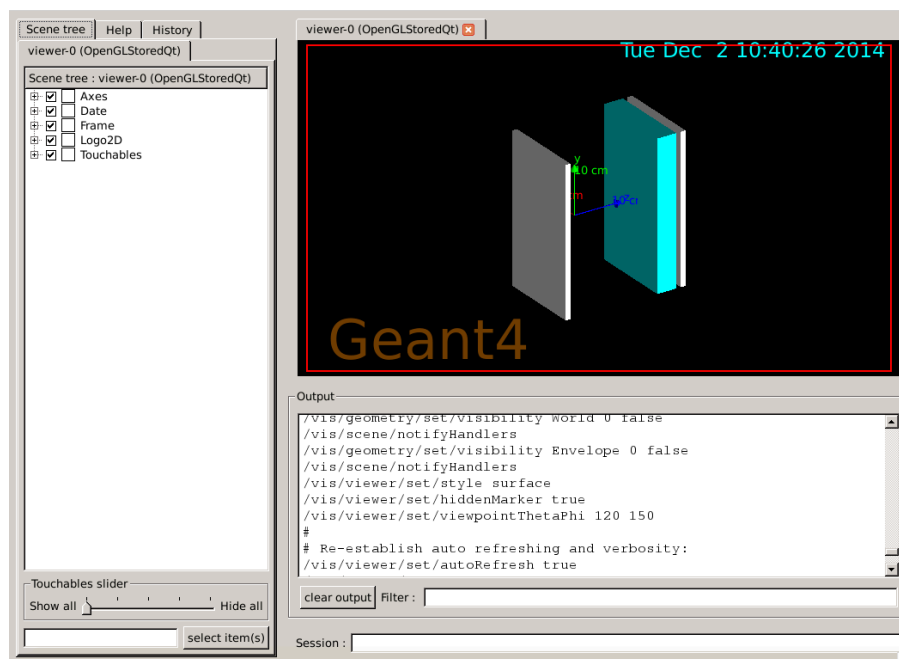 Scene tree
Help
History
viewer-0 (OpenGLStoredQt)
Scene tree : viewer-0 (OpenGLStoredQt)
Axes
Date
Frame
Logo2D
Touchables
Touchables slider
Show all
Hide all
select item(s)
viewer-0 (OpenGLStoredQt)
Tue Dec 2 10:40:26 2014
y
10 cm
Geant4
Output
/vis/geometry/set/visibility World 0 false
/vis/scene/notifyHandlers
/vis/geometry/set/visibility Envelope 0 false
/vis/scene/notifyHandlers
/vis/viewer/set/style surface
/vis/viewer/set/hiddenMarker true
/vis/viewer/set/viewpointThetaPhi 120 150
#
# Re-establish auto refreshing and verbosity:
/vis/viewer/set/autoRefresh true
clear output
Filter :
Session :